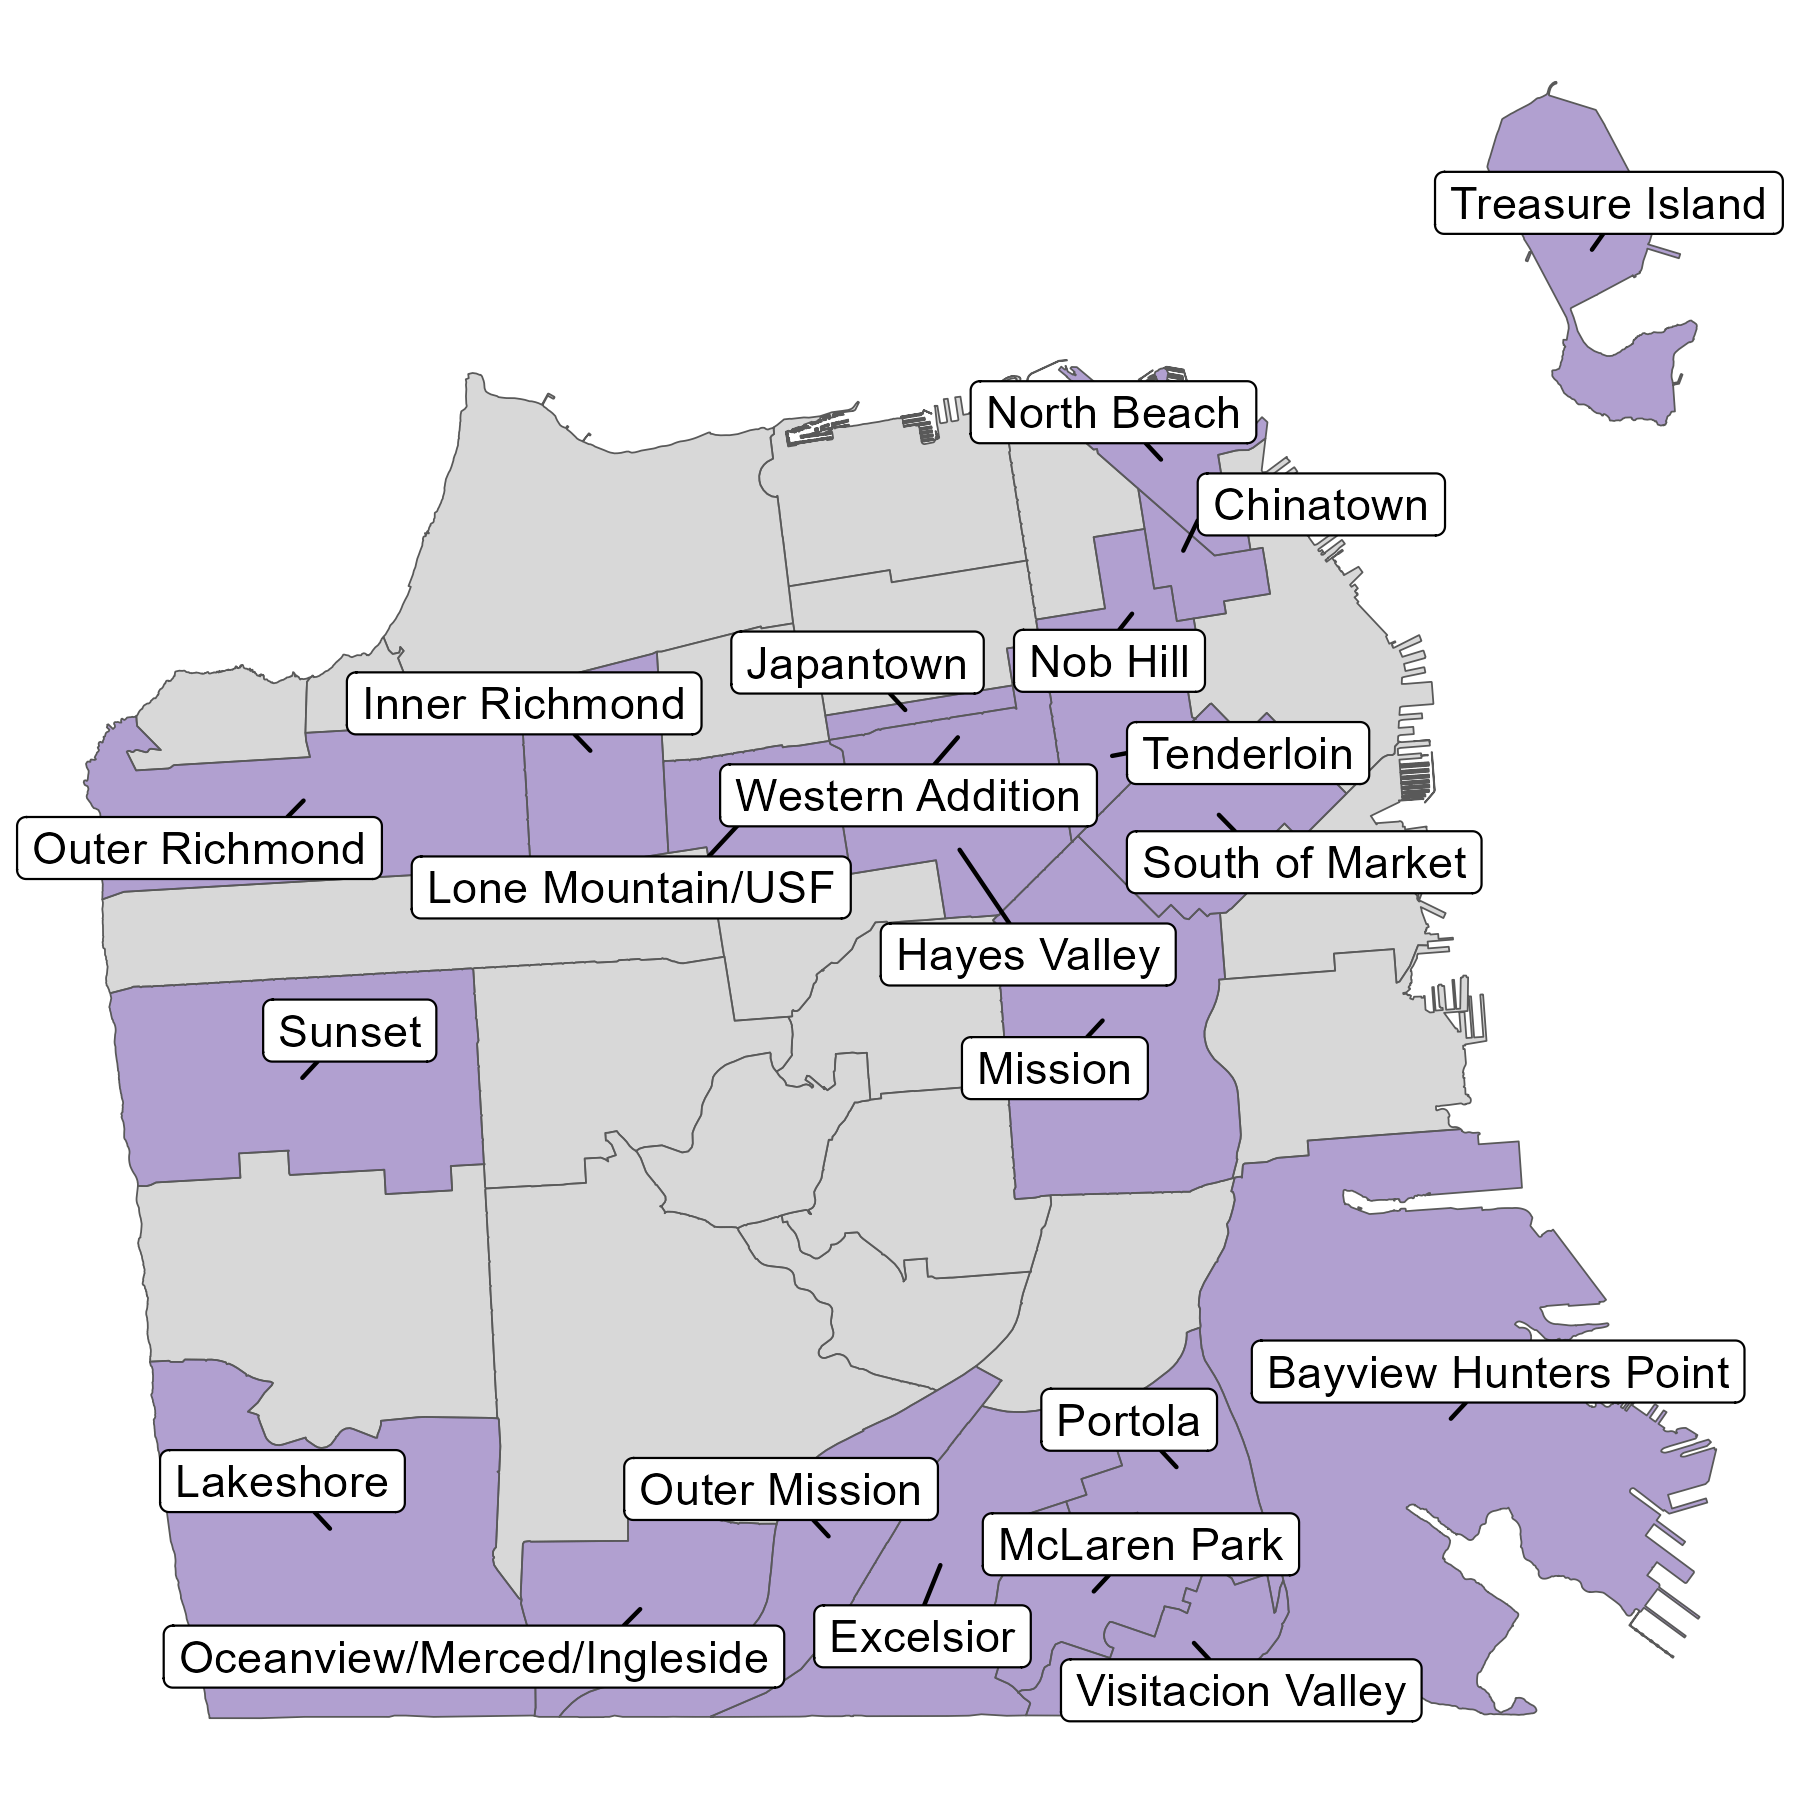 Treasure Island
North Beach
Chinatown
Japantown
Nob Hill
Inner Richmond
Tenderloin
Western Addition
Outer Richmond
South of Market
Lone Mountain/USF
Hayes Valley
Sunset
Mission
Bayview Hunters Point
Portola
Lakeshore
Outer Mission
McLaren Park
Excelsior
Oceanview/Merced/Ingleside
Visitacion Valley